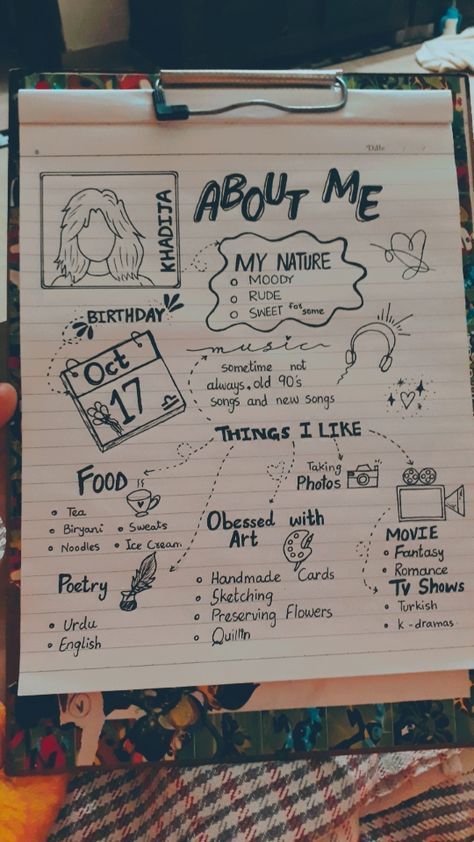 Date
KHADIJA
ABOUT ME
MY NATURE
MOODY
RUDE
SWEET for some
BIRTHDAY
Oct
17
music
sometime not
always. old 90's
songs and new songs
THINGS I LIKE
FOOD
Tea
Biryani
Noodles
Sweats
Ice Cream
Taking
Photos
Obsessed with
Art
Handmade Cards
Sketching
Preserving Flowers
Poetry
Urdu
English
MOVIE
Fantasy
Romance
TV SHOWS
Turkish
K-dramas